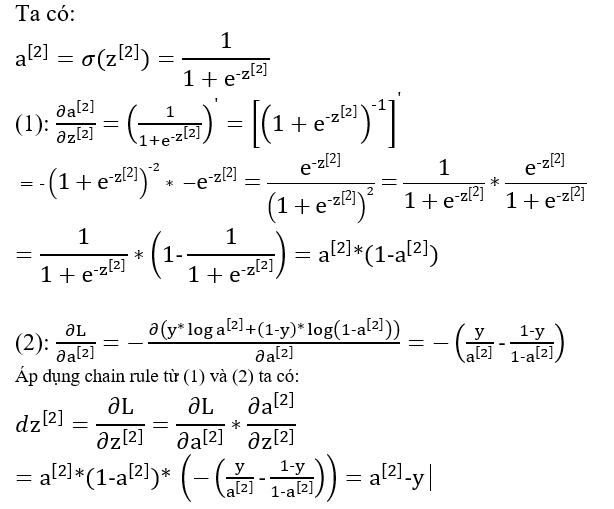 Ta có:
a^[2] = σ(z^[2]) = 1/(1 + e^-z^[2])
(1): ∂a^[2]/∂z^[2] = (1/(1+e^-z^[2]))' = [(1 + e^-z^[2])^-1]'
= -(1 + e^-z^[2])^-2 * −e^-z^[2] = e^-z^[2]/(1 + e^-z^[2])^2 = 1/(1 + e^-z^[2]) * e^-z^[2]/(1 + e^-z^[2])
= 1/(1 + e^-z^[2]) * (1- 1/(1 + e^-z^[2])) = a^[2]*(1-a^[2])
(2): ∂L/∂a^[2] = − ∂(y*log a^[2]+(1-y)*log(1-a^[2]))/∂a^[2] = −(y/a^[2] - (1-y)/(1-a^[2]))
Áp dụng chain rule từ (1) và (2) ta có:
dz^[2] = ∂L/∂z^[2] = ∂L/∂a^[2] * ∂a^[2]/∂z^[2]
= a^[2]*(1-a^[2])* (−(y/a^[2] - (1-y)/(1-a^[2]))) = a^[2]-y